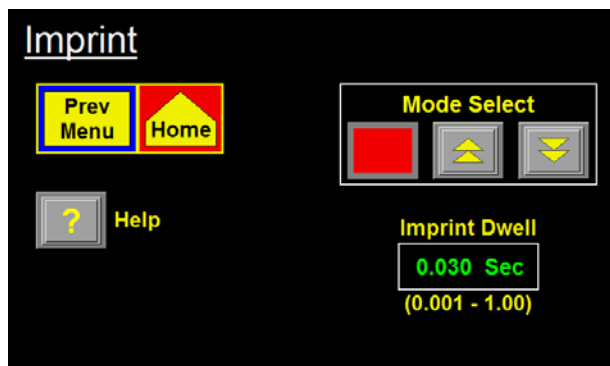 Imprint
Prev
Menu
Home
Mode Select
?
Help
Imprint Dwell
0.030 Sec
(0.001 - 1.00)